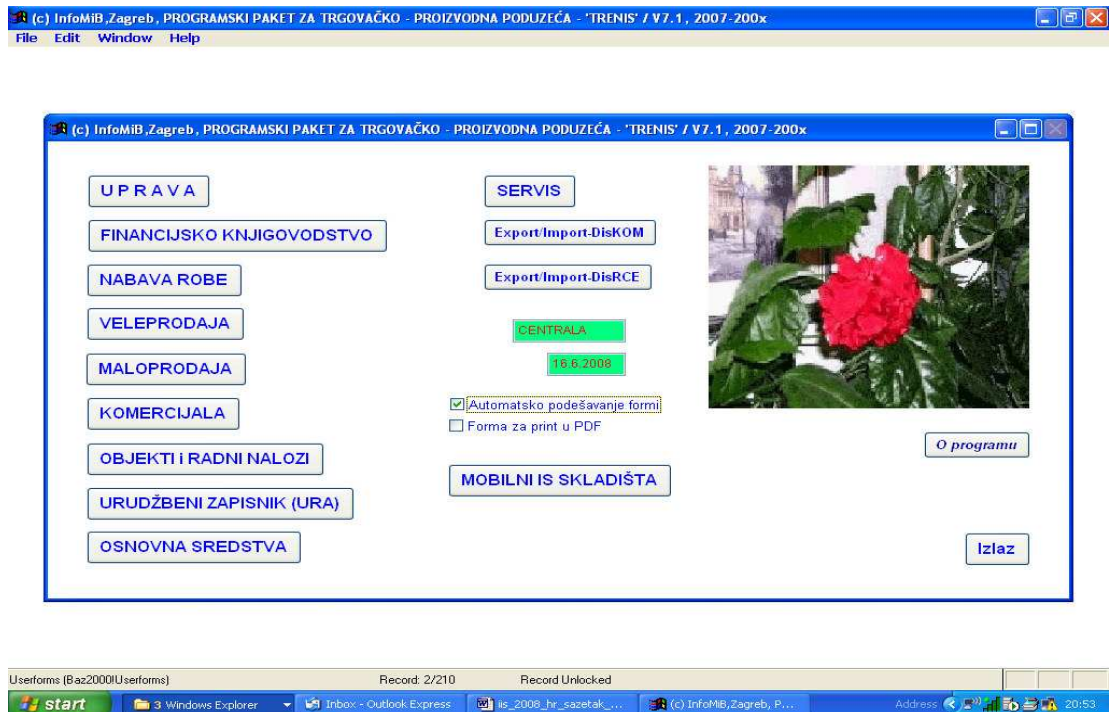 (c) InfoMiB,Zagreb, PROGRAMSKI PAKET ZA TRGOVAČKO - PROIZVODNA PODUZEĆA - 'TRENIS' / V7.1, 2007-200x
File Edit Window Help
(c) InfoMiB,Zagreb, PROGRAMSKI PAKET ZA TRGOVAČKO - PROIZVODNA PODUZEĆA - 'TRENIS' / V7.1, 2007-200x
U P R A V A
FINANCIJSKO KNJIGOVODSTVO
NABAVA ROBE
VELEPRODAJA
MALOPRODAJA
KOMERCIJALA
OBJEKTI i RADNI NALOZI
URUDŽBENI ZAPISNIK (URA)
OSNOVNA SREDSTVA
SERVIS
Export/Import-DisKOM
Export/Import-DisRCE
CENTRALA
16.6.2008
Automatsko podešavanje formi
Forma za print u PDF
MOBILNI IS SKLADIŠTA
O programu
Izlaz
Userforms (Baz2000!Userforms) Record: 2/210 Record Unlocked
start 3 Windows Explorer Inbox - Outlook Express iis_2008_hr_sazetak_... (c) InfoMiB,Zagreb, P... Address 20:53